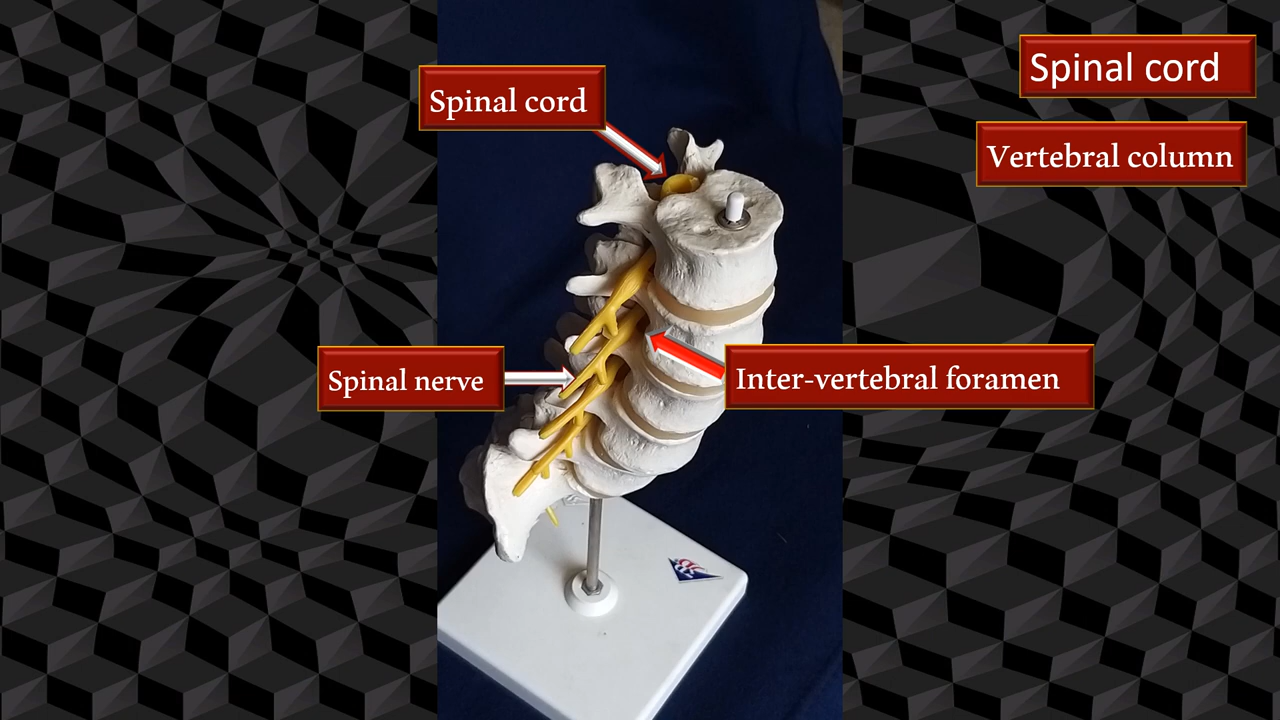 Spinal cord
Vertebral column
Spinal cord
Spinal nerve
Inter-vertebral foramen